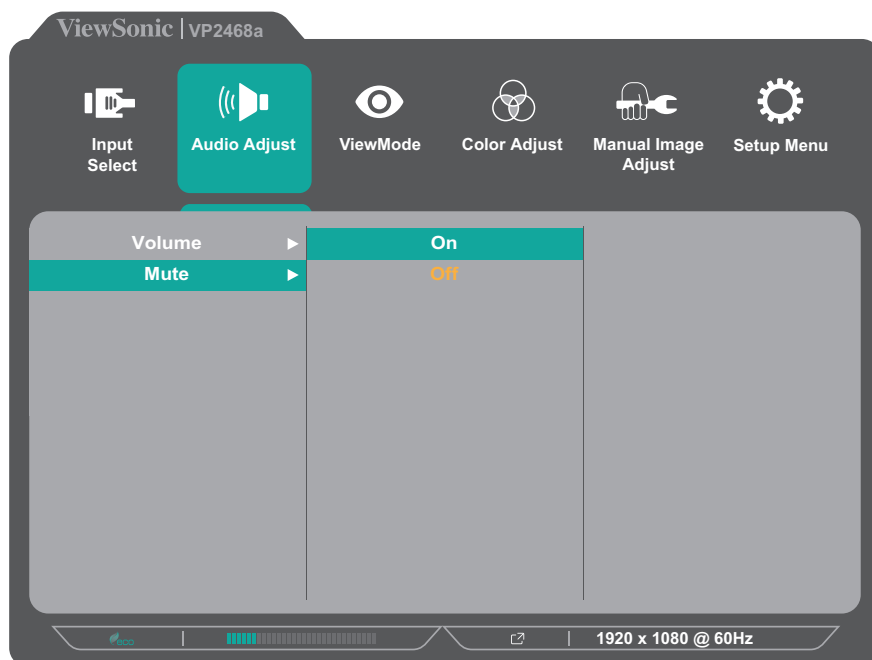 ViewSonic | VP2468a
Input Select
Audio Adjust
ViewMode
Color Adjust
Manual Image Adjust
Setup Menu
Volume
On
Mute
Off
eco
1920 x 1080 @ 60Hz